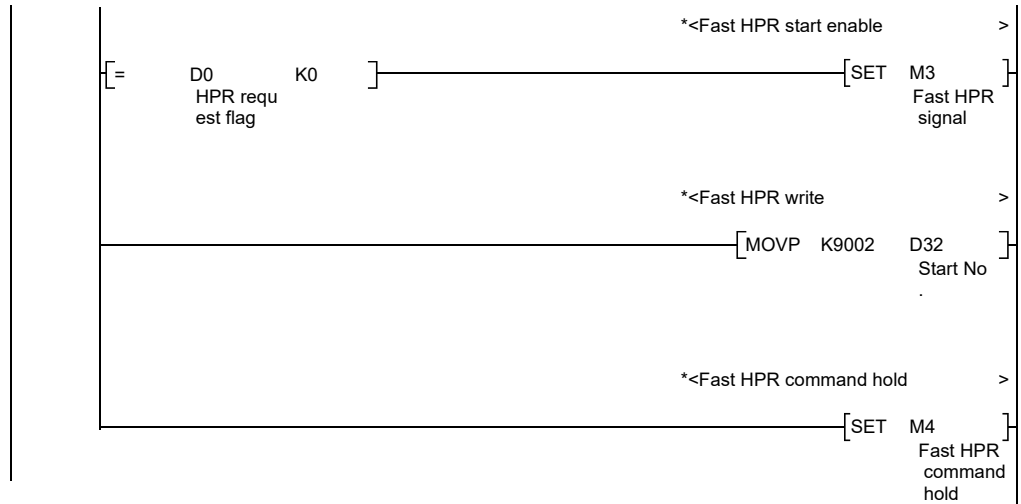 *<Fast HPR start enable >
[= D0 K0 ] [SET M3 ]
HPR requ Fast HPR
est flag signal
*<Fast HPR write >
[MOVP K9002 D32 ]
Start No
.
*<Fast HPR command hold >
[SET M4 ]
Fast HPR
command
hold